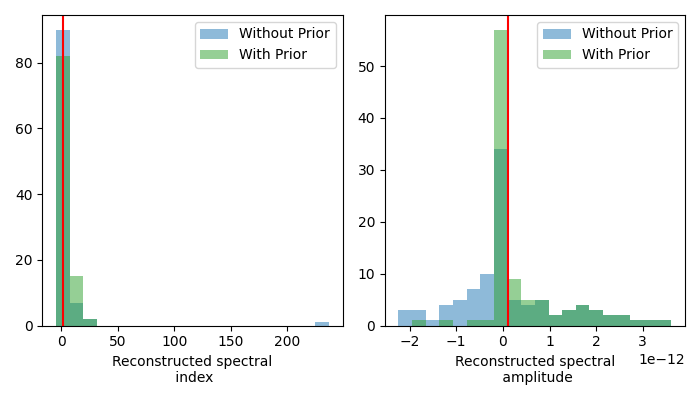 Without Prior
With Prior
80
60
40
20
0
0
50
100
150
200
Reconstructed spectral
index
Without Prior
With Prior
50
40
30
20
10
0
−2
−1
0
1
2
3
1e−12
Reconstructed spectral
amplitude